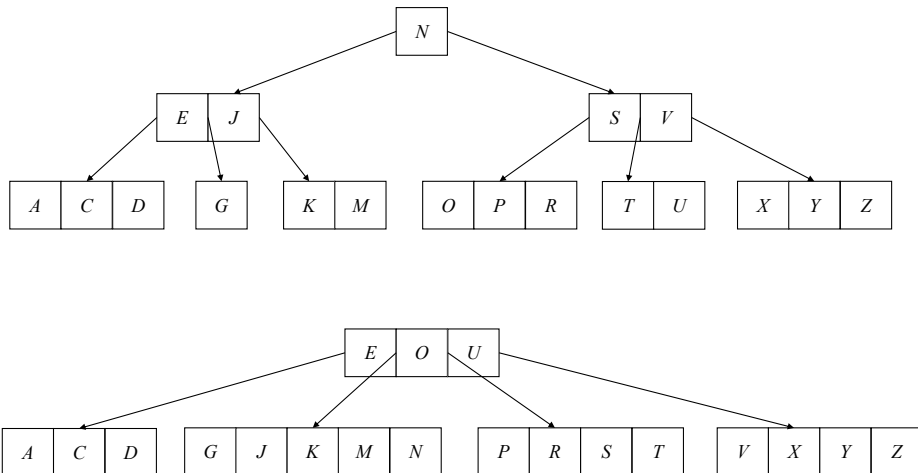 N
E J S V
A C D G K M O P R T U X Y Z
E O U
A C D G J K M N P R S T V X Y Z